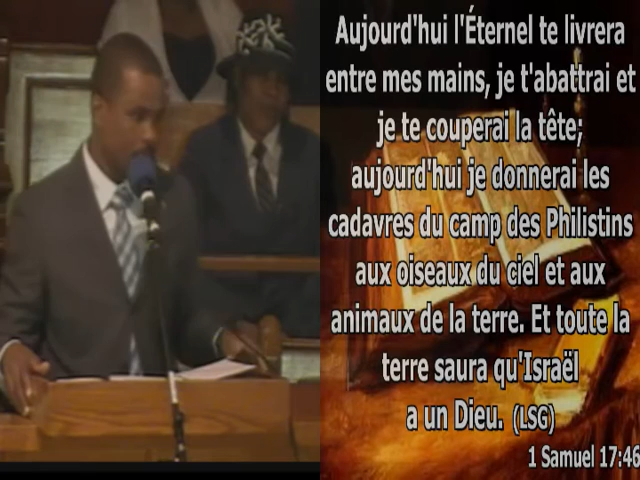 Aujourd'hui l'Éternel te livrera
entre mes mains, je t'abattrai et
je te couperai la tête;
aujourd'hui je donnerai les
cadavres du camp des Philistins
aux oiseaux du ciel et aux
animaux de la terre. Et toute la
terre saura qu'Israël
a un Dieu. (LSG)
1 Samuel 17:46